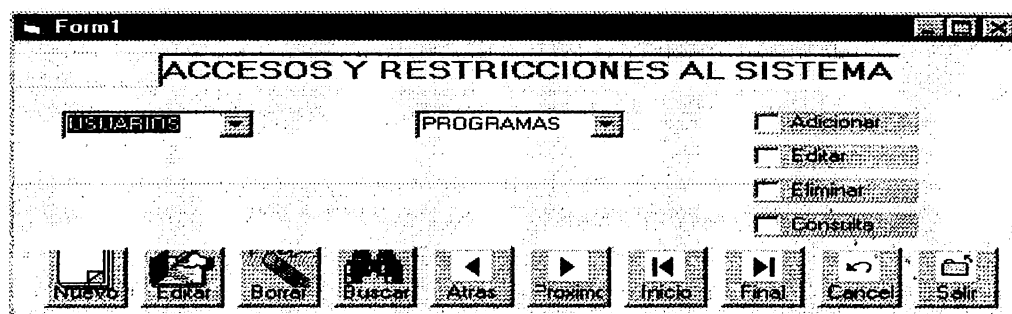 Form1
ACCESOS Y RESTRICCIONES AL SISTEMA
USUARIOS PROGRAMAS Adicionar
Editar
Eliminar
Consulta
Nuevo Editar Borrar Buscar Atras Proximo Inicio Final Cancel Salir